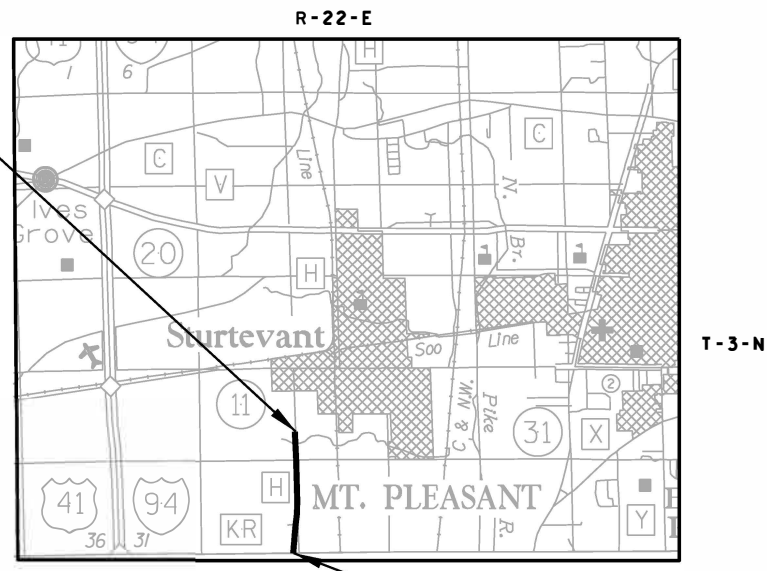 R-22-E
H
1
6
C
C
Line
V
N.
Ives
Grove
Y
Br.
20
H
T-3-N
Sturtevant
Soo
Line
2
11
C & NW
Pike
31
X
H
MT. PLEASANT
41
94
Y
KR
R.
36
31